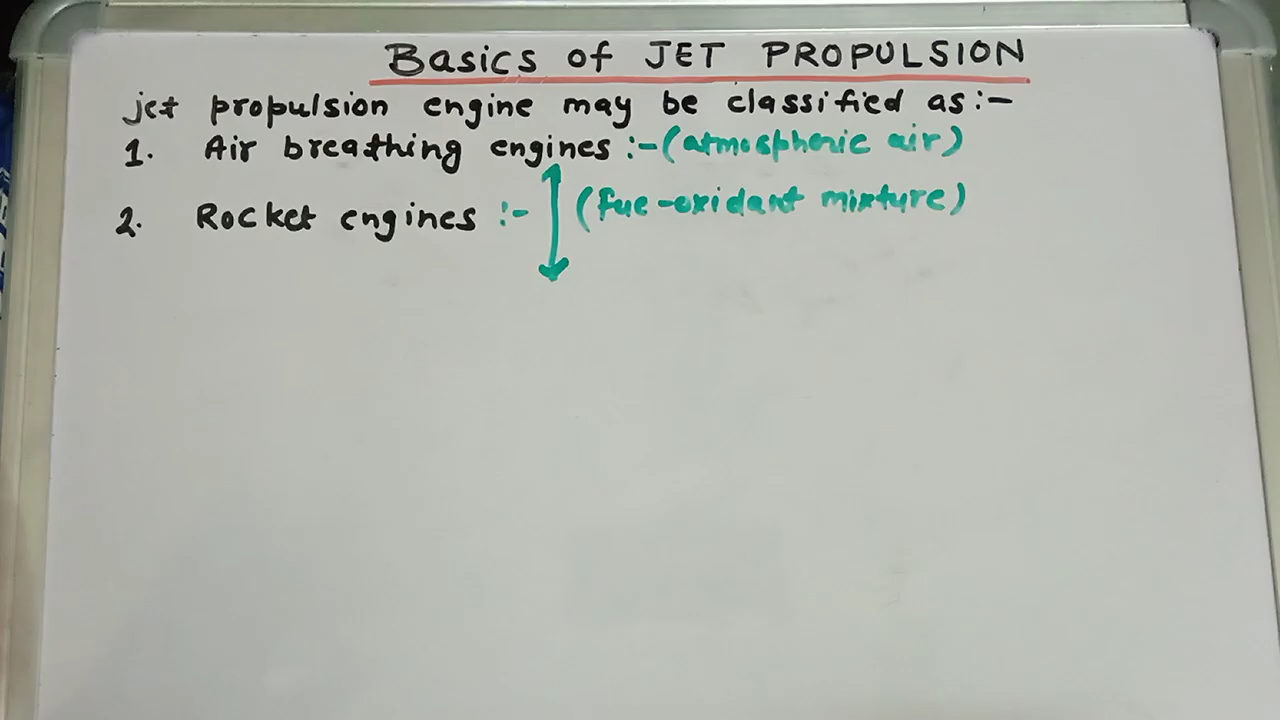 Basics of JET PROPULSION
jet propulsion engine may be classified as:-
1. Air breathing engines :- (atmospheric air)
2. Rocket engines :- (fue-oxidant mixture)